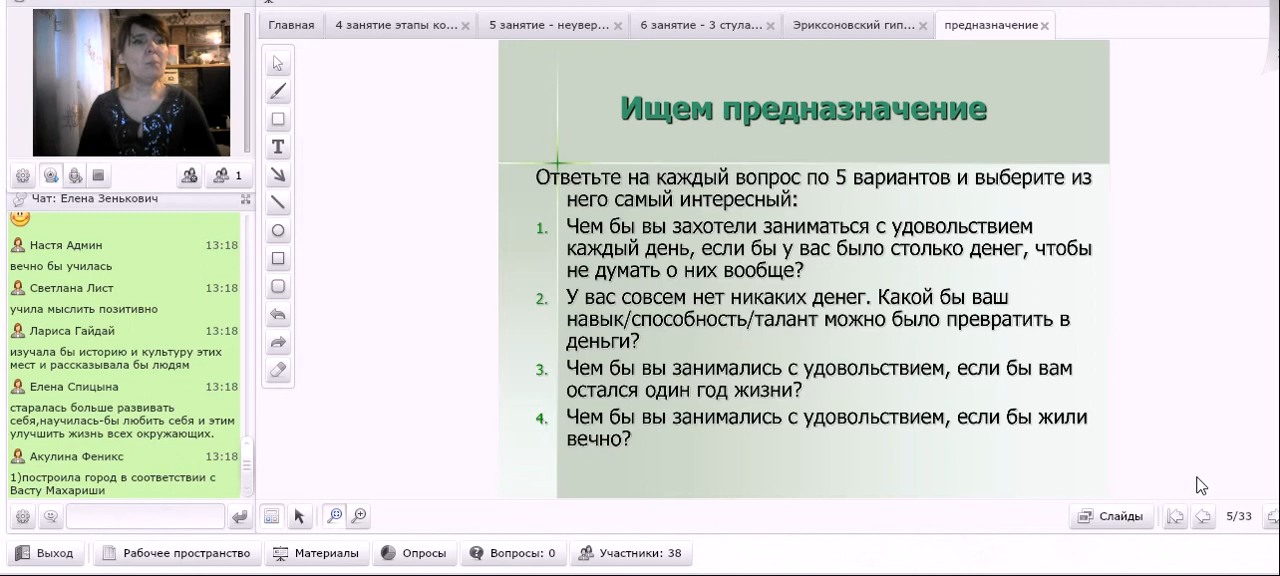 Главная
4 занятие этапы ко...
5 занятие - неувер...
6 занятие - 3 стула...
Эриксоновский гип...
предназначение
1
Чат: Елена Зенькович
Настя Админ 13:18
вечно бы училась
Светлана Лист 13:18
учила мыслить позитивно
Лариса Гайдай 13:18
изучала бы историю и культуру этих
мест и рассказывала бы людям
Елена Спицына 13:18
старалась больше развивать
себя,научилась-бы любить себя и этим
улучшить жизнь всех окружающих.
Акулина Феникс 13:18
1)построила город в соответствии с
Васту Махариши
T
Ищем предназначение
Ответьте на каждый вопрос по 5 вариантов и выберите из
него самый интересный:
1. Чем бы вы захотели заниматься с удовольствием
каждый день, если бы у вас было столько денег, чтобы
не думать о них вообще?
2. У вас совсем нет никаких денег. Какой бы ваш
навык/способность/талант можно было превратить в
деньги?
3. Чем бы вы занимались с удовольствием, если бы вам
остался один год жизни?
4. Чем бы вы занимались с удовольствием, если бы жили
вечно?
Слайды
5/33
Выход
Рабочее пространство
Материалы
Опросы
Вопросы: 0
Участники: 38